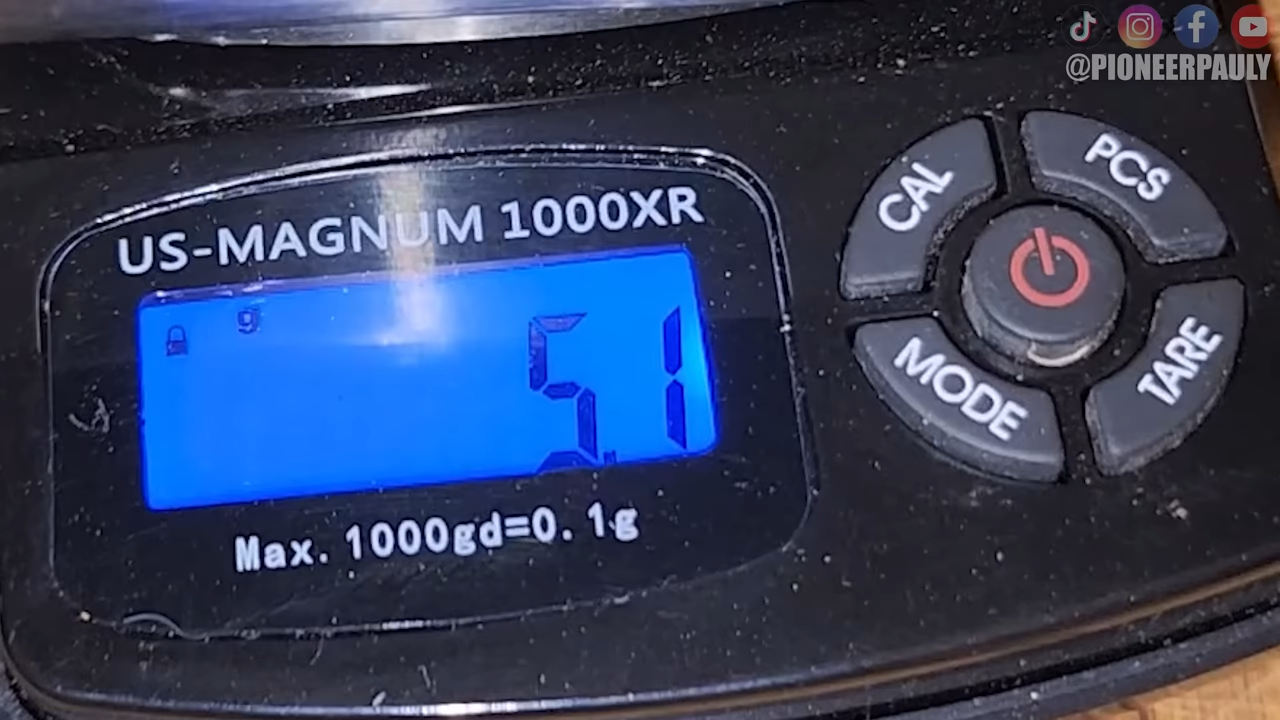 @PIONEERPAULY
US-MAGNUM 1000XR
g
5.1
Max. 1000gd=0.1g
CAL
PCS
MODE
TARE